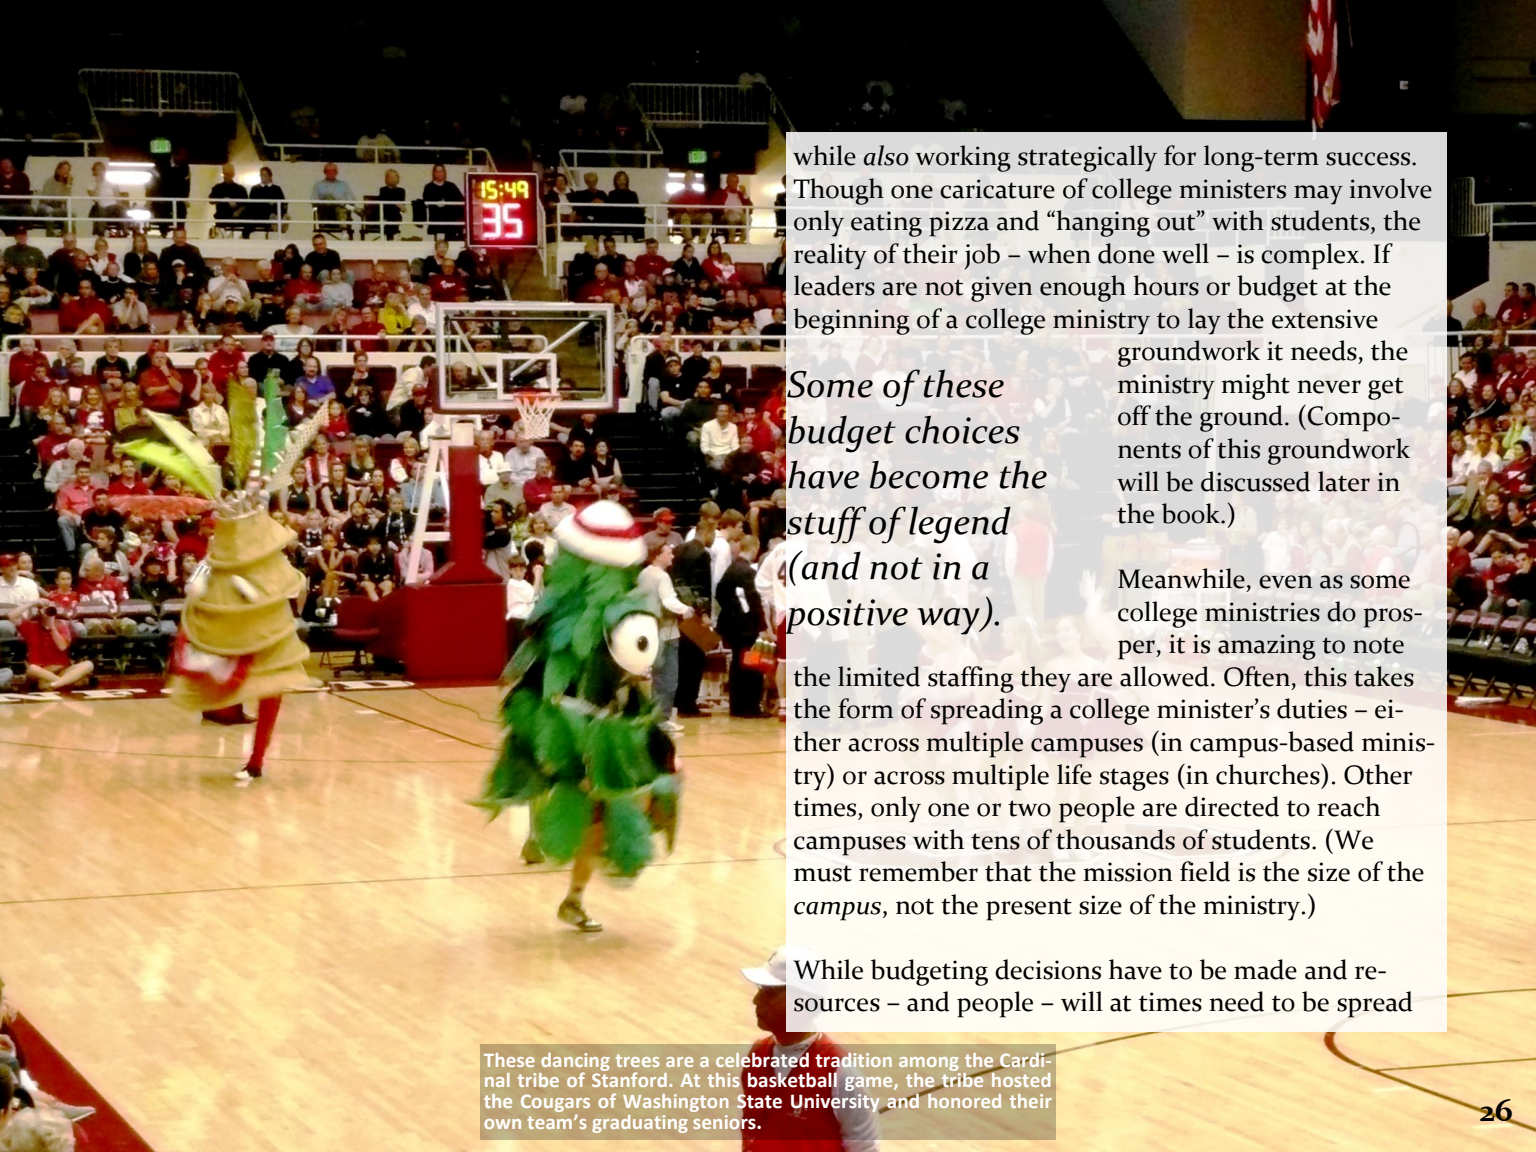 15:49
35
while also working strategically for long-term success.
Though one caricature of college ministers may involve
only eating pizza and “hanging out” with students, the
reality of their job – when done well – is complex. If
leaders are not given enough hours or budget at the
beginning of a college ministry to lay the extensive
groundwork it needs, the
ministry might never get
off the ground. (Compo-
nents of this groundwork
will be discussed later in
the book.)
Some of these
budget choices
have become the
stuff of legend
(and not in a
positive way).
Meanwhile, even as some
college ministries do pros-
per, it is amazing to note
the limited staffing they are allowed. Often, this takes
the form of spreading a college minister’s duties – ei-
ther across multiple campuses (in campus-based minis-
try) or across multiple life stages (in churches). Other
times, only one or two people are directed to reach
campuses with tens of thousands of students. (We
must remember that the mission field is the size of the
campus, not the present size of the ministry.)
While budgeting decisions have to be made and re-
sources – and people – will at times need to be spread
These dancing trees are a celebrated tradition among the Cardi-
nal tribe of Stanford. At this basketball game, the tribe hosted
the Cougars of Washington State University and honored their
own team’s graduating seniors.
26